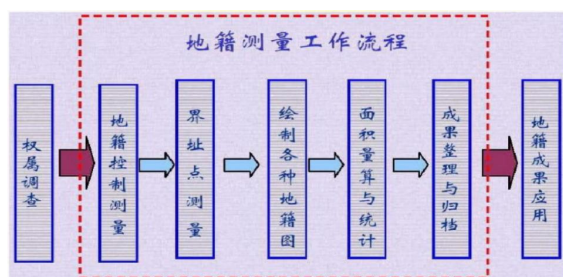 地籍测量工作流程
权属调查
地籍控制测量
界址点测量
绘制各种地籍图
面积量算与统计
成果整理与归档
地籍成果应用